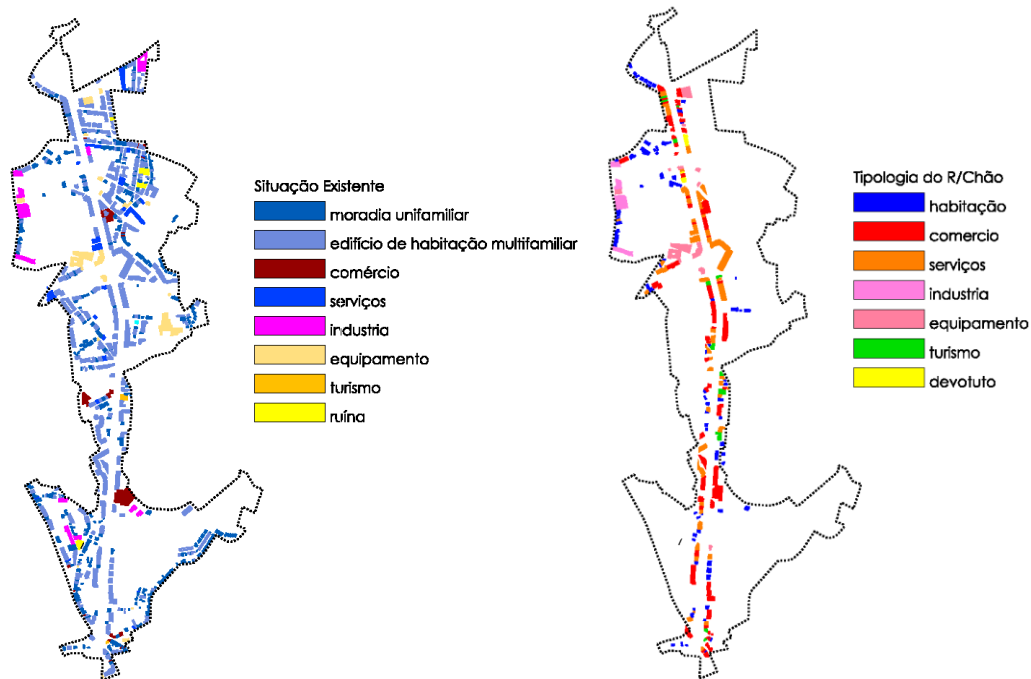 Situação Existente
moradia unifamiliar
edifício de habitação multifamiliar
comércio
serviços
industria
equipamento
turismo
ruína
Tipologia do R/Chão
habitação
comercio
serviços
industria
equipamento
turismo
devotuto